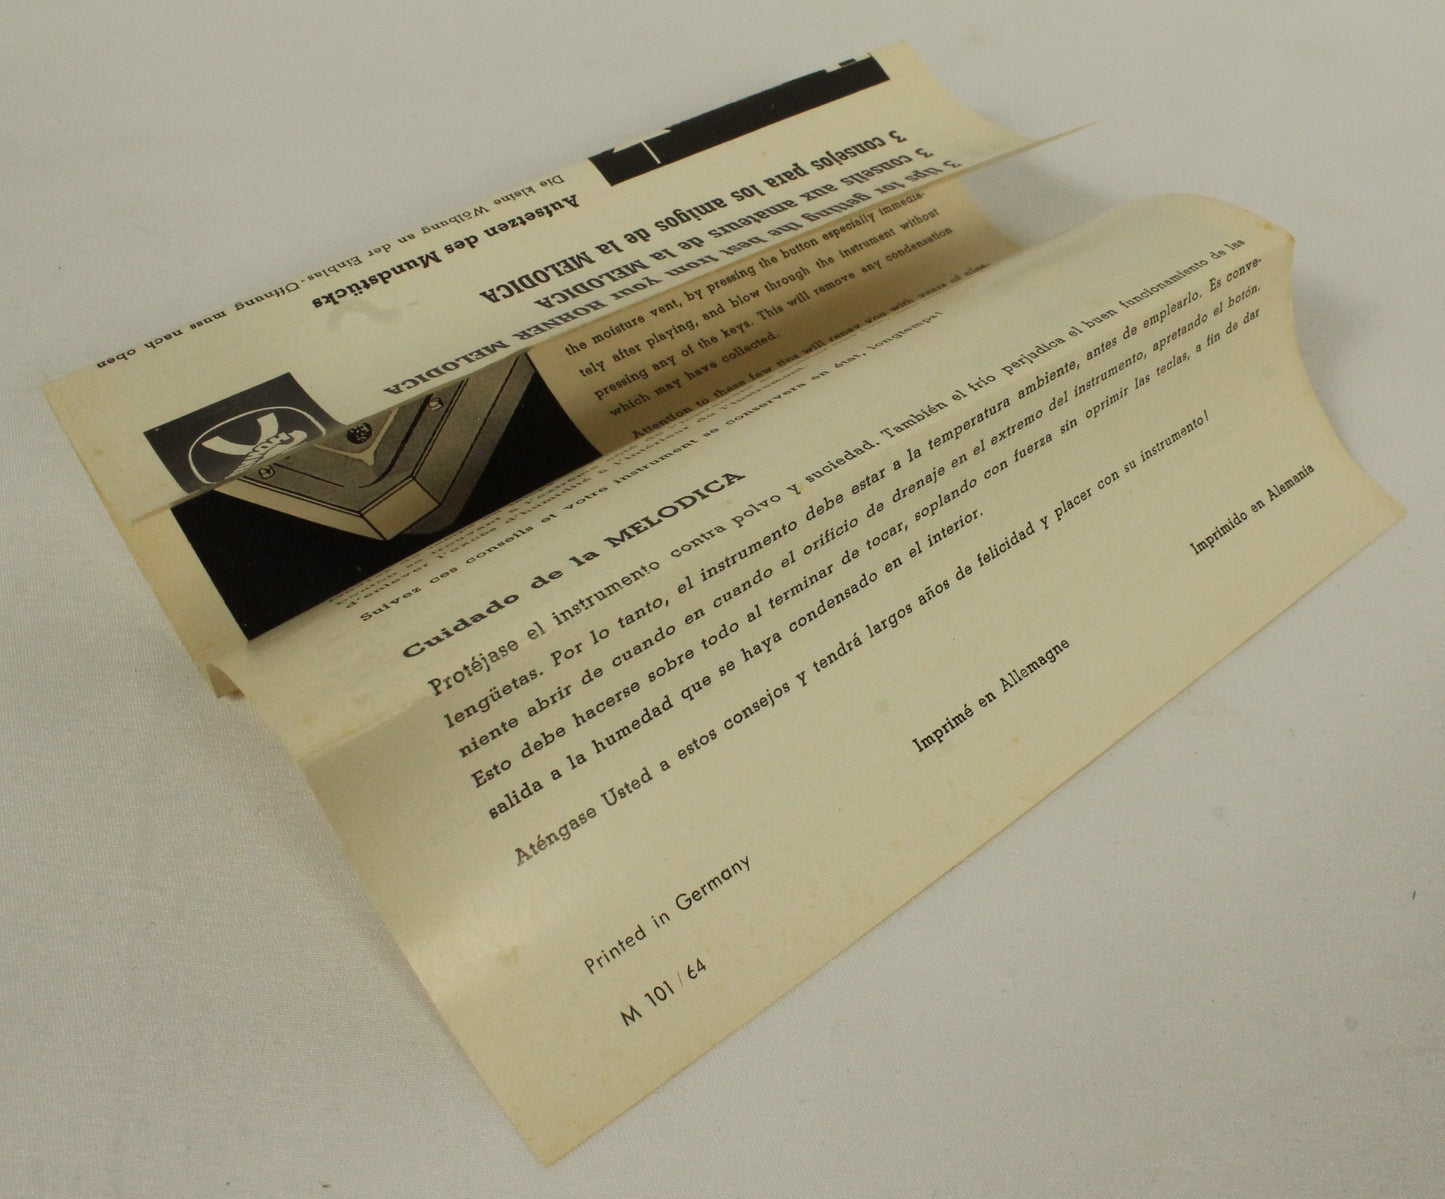 Die kleine Wölbung an der Einblas-Öffnung muss nach oben
Aufsetzen des Mundstücks
3 consejos para los amigos de la MELODICA
3 conseils aux amateurs de la MELODICA
3 tips for getting the best from your HOHNER MELODICA
the moisture vent, by pressing the button especially immedia-
tely after playing, and blow through the instrument without
pressing any of the keys. This will remove any condensation
which may have collected.
Attention to these few tips will repay you with years of
d'enlever l'excès d'humidité à l'intérieur de l'instrument
Suivez ces conseils et votre instrument se conservera en état, longtemps!
Cuidado de la MELODICA
Protéjase el instrumento contra polvo y suciedad. También el frío perjudica el buen funcionamiento de las
lengüetas. Por lo tanto, el instrumento debe estar a la temperatura ambiente, antes de emplearlo. Es conve-
niente abrir de cuando en cuando el orificio de drenaje en el extremo del instrumento, apretando el botón.
Esto debe hacerse sobre todo al terminar de tocar, soplando con fuerza sin oprimir las teclas, a fin de dar
salida a la humedad que se haya condensado en el interior.
Aténgase Usted a estos consejos y tendrá largos años de felicidad y placer con su instrumento!
Printed in Germany
Imprimé en Allemagne
Imprimido en Alemania
M 101 / 64